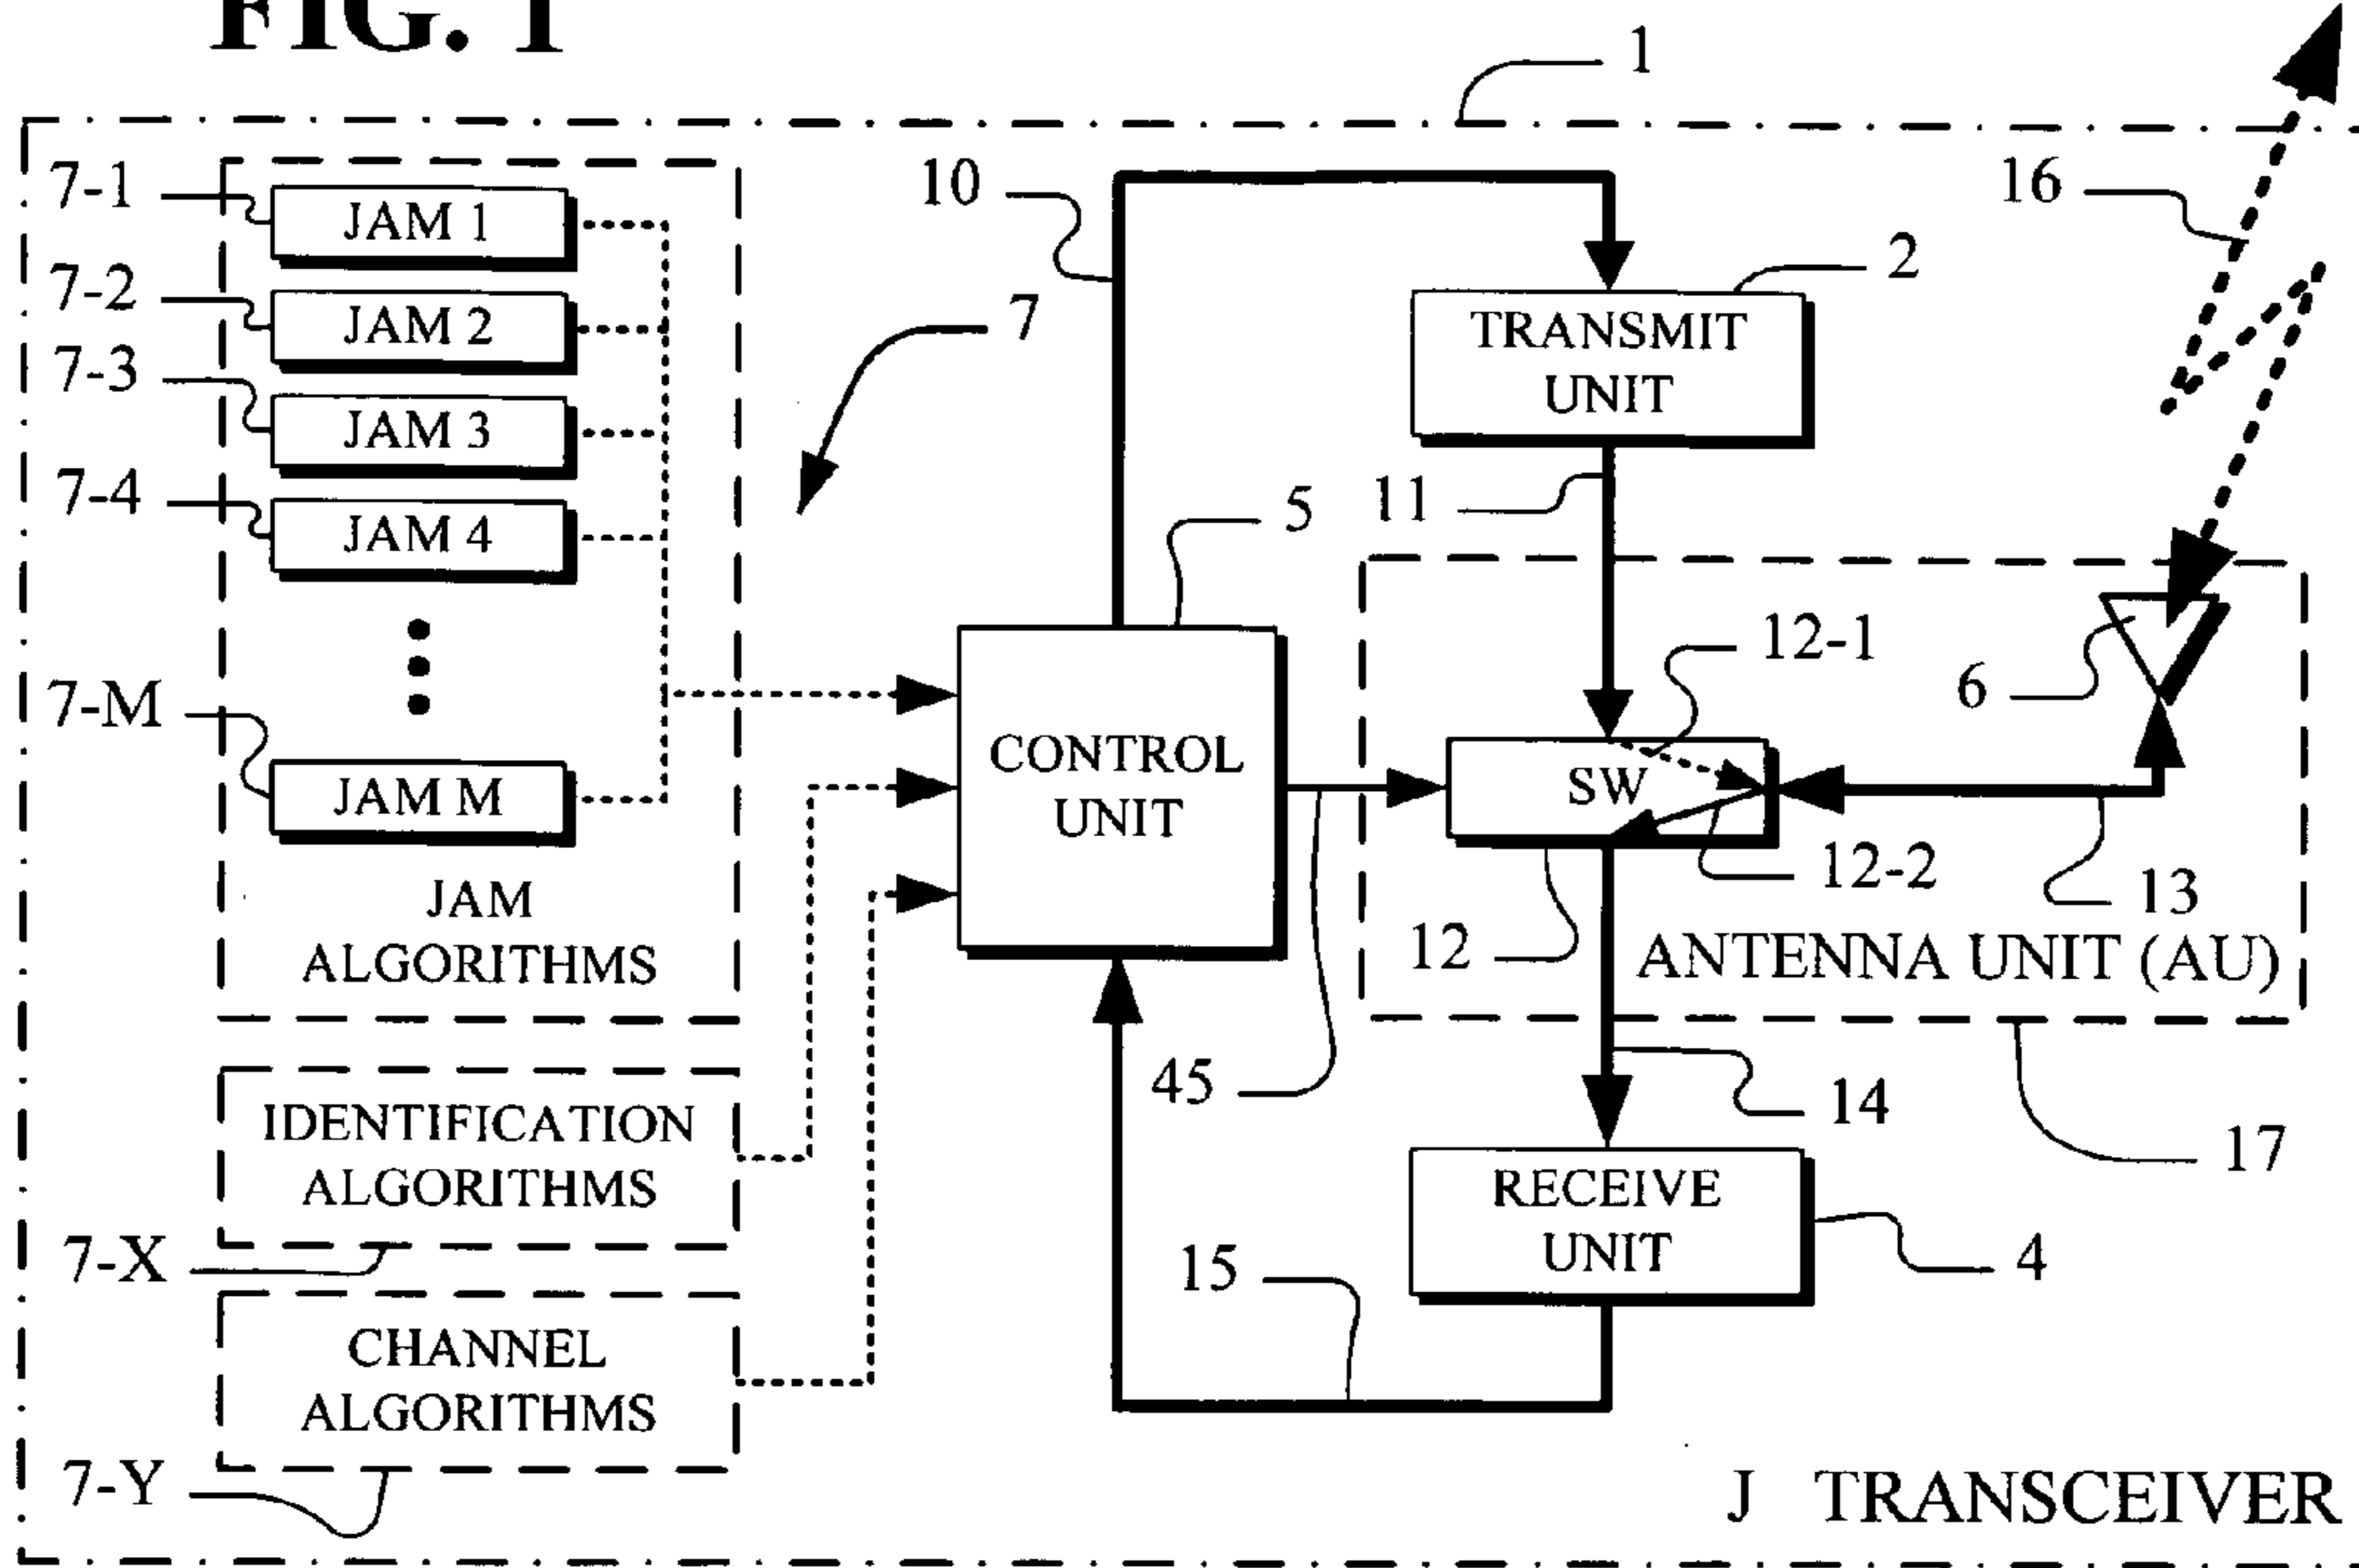 FIG. 1
1
7-1
JAM 1
10
16
7-2
JAM 2
7
2
TRANSMIT
UNIT
7-3
JAM 3
7-4
JAM 4
5
11
12-1
6
7-M
JAM M
CONTROL
UNIT
SW
12-2
13
JAM
ALGORITHMS
12
ANTENNA UNIT (AU)
45
14
17
IDENTIFICATION
ALGORITHMS
RECEIVE
UNIT
7-X
15
4
CHANNEL
ALGORITHMS
7-Y
J TRANSCEIVER